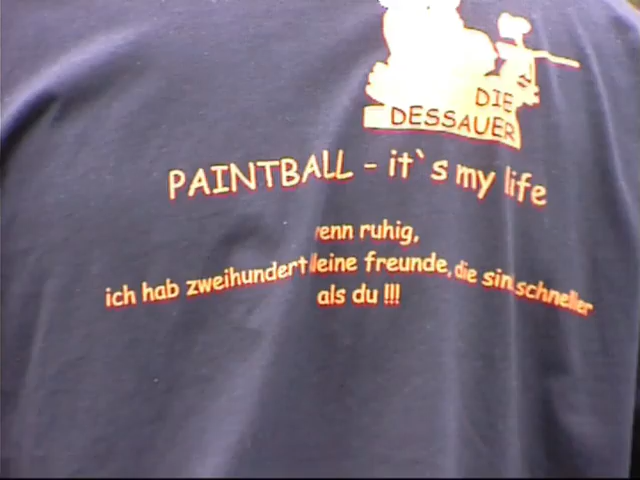 DIE
DESSAUER
PAINTBALL - it`s my life
enn ruhig,
ich hab zweihundert leine freunde, die sin schneller
als du !!!